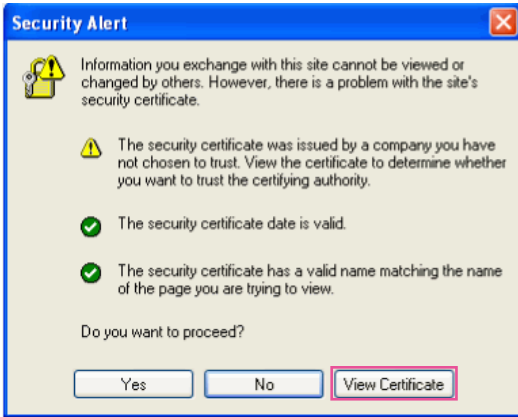 Security Alert
Information you exchange with this site cannot be viewed or
changed by others. However, there is a problem with the site's
security certificate.
The security certificate was issued by a company you have
not chosen to trust. View the certificate to determine whether
you want to trust the certifying authority.
The security certificate date is valid.
The security certificate has a valid name matching the name
of the page you are trying to view.
Do you want to proceed?
Yes No View Certificate